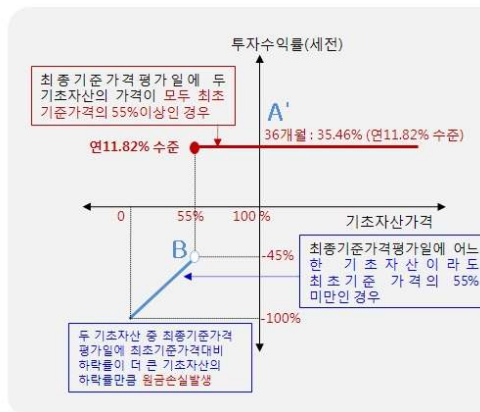 투자수익률(세전)
최종기준가격평가일에 두
기초자산의 가격이 모두 최초
기준가격의 55%이상인 경우
A'
36개월 : 35.46% (연11.82% 수준)
연11.82% 수준
0 55% 100 %
기초자산가격
B
-45%
최종기준가격평가일에 어느
한 기초자산이라도
최초기준 가격의 55%
미만인 경우
-100%
두 기초자산 중 최종기준가격
평가일에 최초기준가격대비
하락률이 더 큰 기초자산의
하락률만큼 원금손실발생